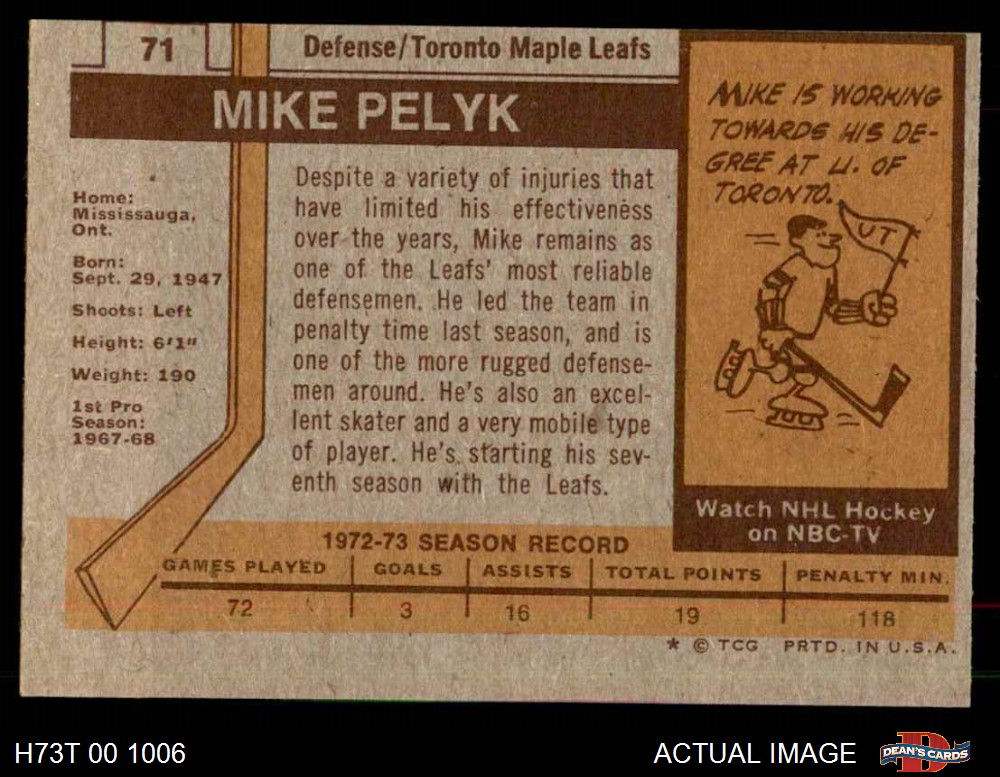 71
Defense/Toronto Maple Leafs
MIKE PELYK
Home:
Mississauga,
Ont.
Born:
Sept. 29, 1947
Shoots: Left
Height: 6'1"
Weight: 190
1st Pro
Season:
1967-68
Despite a variety of injuries that
have limited his effectiveness
over the years, Mike remains as
one of the Leafs' most reliable
defensemen. He led the team in
penalty time last season, and is
one of the more rugged defense-
men around. He's also an excel-
lent skater and a very mobile type
of player. He's starting his sev-
enth season with the Leafs.
MIKE IS WORKING
TOWARDS HIS DE-
GREE AT U. OF
TORONTO.
UT
Watch NHL Hockey
on NBC-TV
1972-73 SEASON RECORD
GAMES PLAYED GOALS ASSISTS TOTAL POINTS PENALTY MIN.
72 3 16 19 118
* © TCG PRTD. IN U.S.A.
H73T 00 1006
ACTUAL IMAGE
D
DEAN'S CARDS